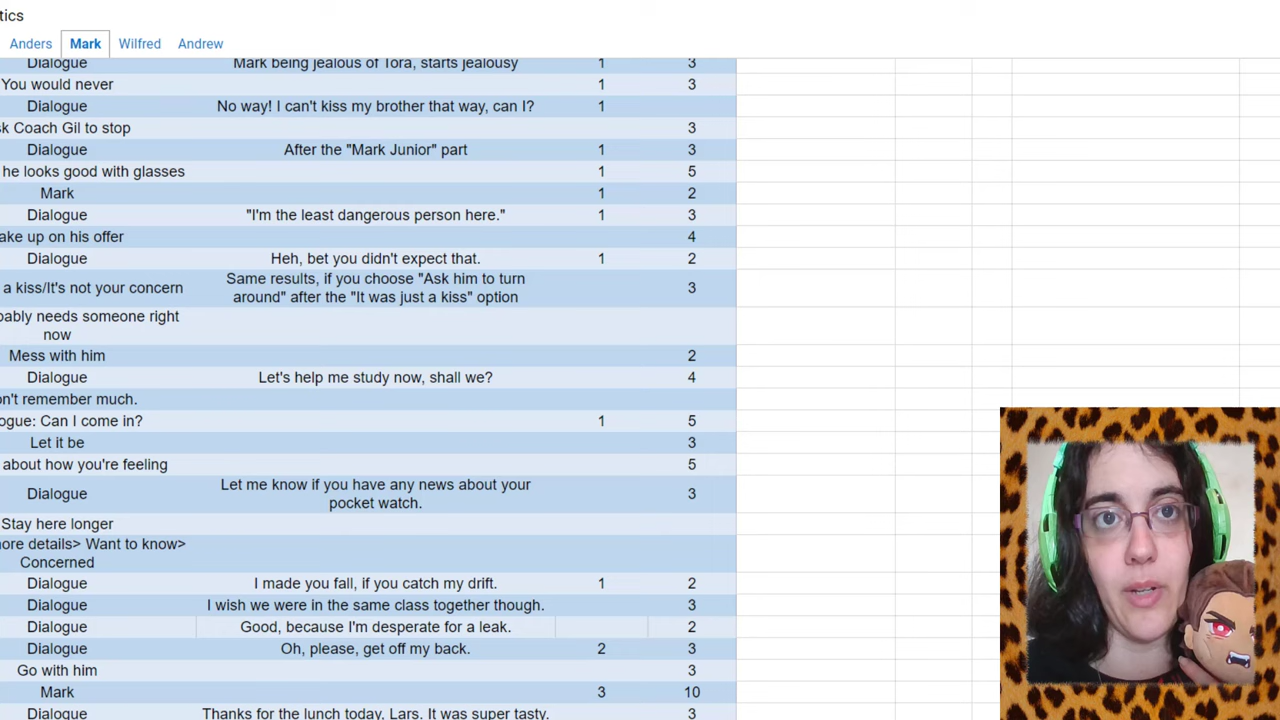 tics
Anders Mark Wilfred Andrew
Dialogue Mark being jealous of Tora, starts jealousy 1 3
You would never 1 3
Dialogue No way! I can't kiss my brother that way, can I? 1
sk Coach Gil to stop 3
Dialogue After the "Mark Junior" part 1 3
he looks good with glasses 1 5
Mark 1 2
Dialogue "I'm the least dangerous person here." 1 3
ake up on his offer 4
Dialogue Heh, bet you didn't expect that. 1 2
a kiss/It's not your concern Same results, if you choose "Ask him to turn
around" after the "It was just a kiss" option 3
bably needs someone right
now
Mess with him 2
Dialogue Let's help me study now, shall we? 4
on't remember much.
ogue: Can I come in? 1 5
Let it be 3
about how you're feeling 5
Dialogue Let me know if you have any news about your
pocket watch. 3
Stay here longer
nore details> Want to know>
Concerned
Dialogue I made you fall, if you catch my drift. 1 2
Dialogue I wish we were in the same class together though. 3
Dialogue Good, because I'm desperate for a leak. 2
Dialogue Oh, please, get off my back. 2 3
Go with him 3
Mark 3 10
Dialogue Thanks for the lunch today, Lars. It was super tasty. 3